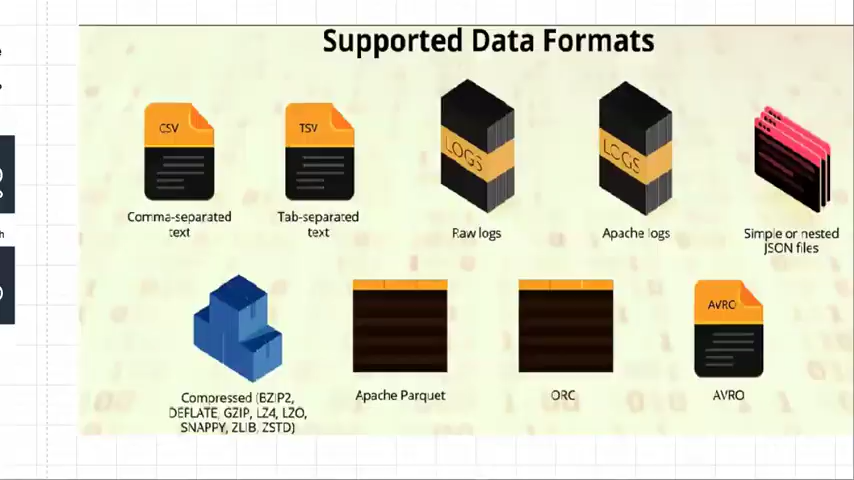 Supported Data Formats
CSV
TSV
LOGS
LOGS
Comma-separated
text
Tab-separated
text
Raw logs
Apache logs
Simple or nested
JSON files
AVRO
Compressed (BZIP2,
DEFLATE, GZIP, LZ4, LZO,
SNAPPY, ZLIB, ZSTD)
Apache Parquet
ORC
AVRO